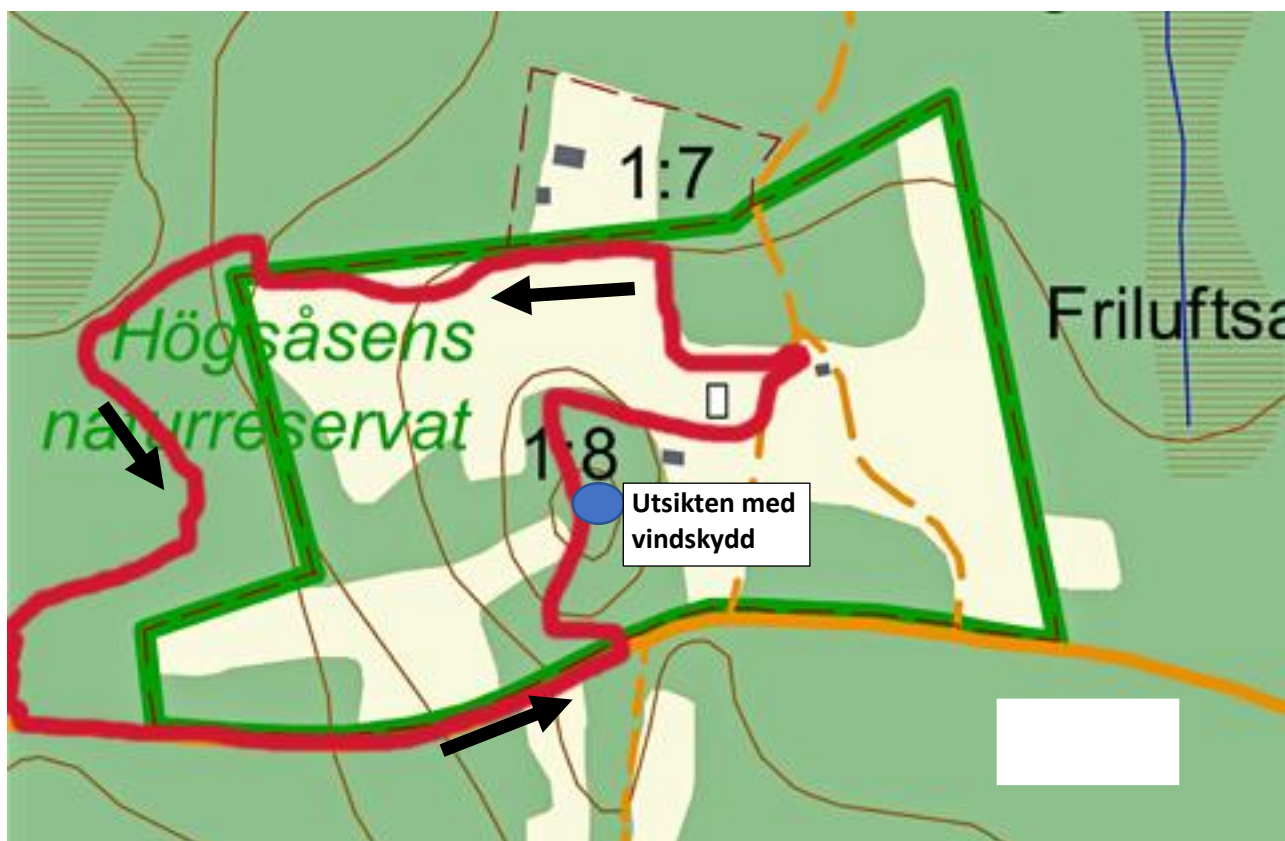 1:7
Friluftsa
Högsåsens
naturreservat
1:8
Utsikten med
vindskydd